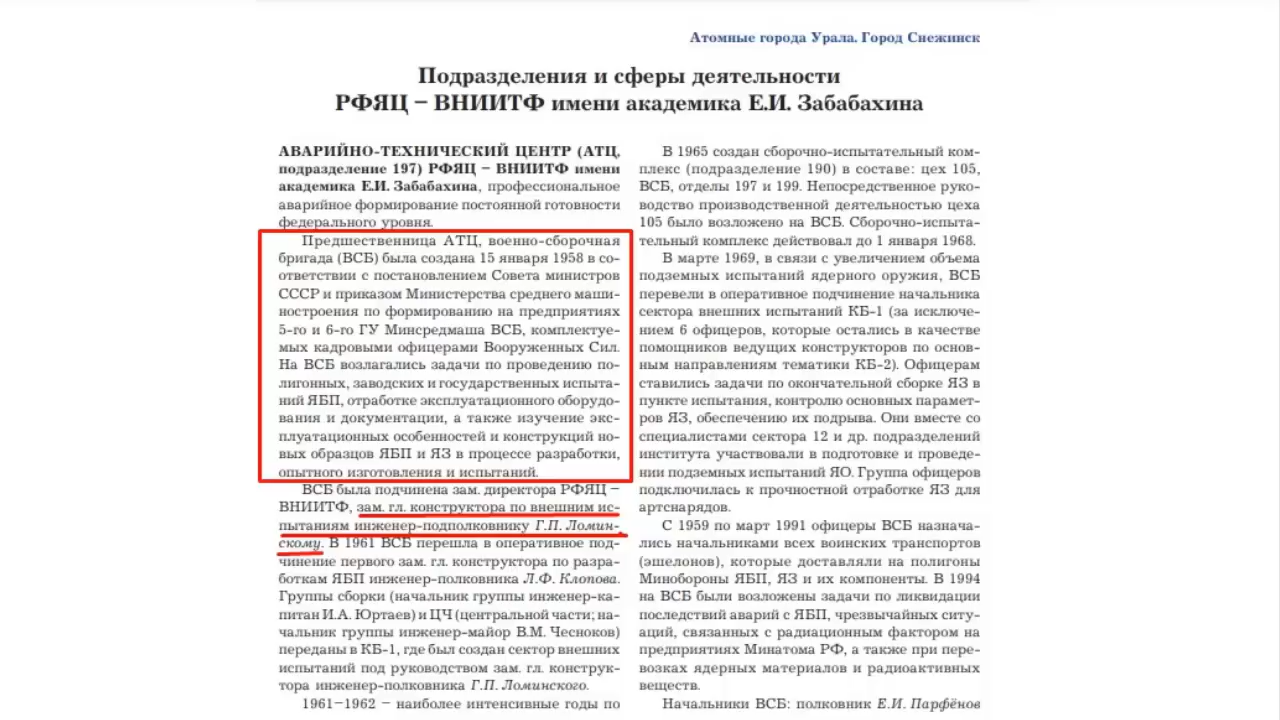 Атомные города Урала. Город Снежинск
Подразделения и сферы деятельности
РФЯЦ – ВНИИТФ имени академика Е.И. Забабахина
АВАРИЙНО-ТЕХНИЧЕСКИЙ ЦЕНТР (АТЦ,
подразделение 197) РФЯЦ – ВНИИТФ имени
академика Е.И. Забабахина, профессиональное
аварийное формирование постоянной готовности
федерального уровня.
Предшественница АТЦ, военно-сборочная
бригада (ВСБ) была создана 15 января 1958 в со-
ответствии с постановлением Совета министров
СССР и приказом Министерства среднего маши-
ностроения по формированию на предприятиях
5-го и 6-го ГУ Минсредмаша ВСБ, комплектуе-
мых кадровыми офицерами Вооруженных Сил.
На ВСБ возлагались задачи по проведению по-
лигонных, заводских и государственных испыта-
ний ЯБП, отработке эксплуатационного оборудо-
вания и документации, а также изучение экс-
плуатационных особенностей и конструкций но-
вых образцов ЯБП и ЯЗ в процессе разработки,
опытного изготовления и испытаний.
ВСБ была подчинена зам. директора РФЯЦ –
ВНИИТФ, зам. гл. конструктора по внешним ис-
пытаниям инженер-подполковнику Г.П. Ломин-
скому. В 1961 ВСБ перешла в оперативное под-
чинение первого зам. гл. конструктора по разра-
боткам ЯБП инженер-полковника Л.Ф. Клопова.
Группы сборки (начальник группы инженер-ка-
питан И.А. Юртаев) и ЦЧ (центральной части; на-
чальник группы инженер-майор В.М. Чесноков)
переданы в КБ-1, где был создан сектор внешних
испытаний под руководством зам. гл. конструк-
тора инженер-полковника Г.П. Ломинского.
1961–1962 – наиболее интенсивные годы по
В 1965 создан сборочно-испытательный ком-
плекс (подразделение 190) в составе: цех 105,
ВСБ, отделы 197 и 199. Непосредственное руко-
водство производственной деятельностью цеха
105 было возложено на ВСБ. Сборочно-испыта-
тельный комплекс действовал до 1 января 1968.
В марте 1969, в связи с увеличением объема
подземных испытаний ядерного оружия, ВСБ
перевели в оперативное подчинение начальника
сектора внешних испытаний КБ-1 (за исключе-
нием 6 офицеров, которые остались в качестве
помощников ведущих конструкторов по основ-
ным направлениям тематики КБ-2). Офицерам
ставились задачи по окончательной сборке ЯЗ в
пункте испытания, контролю основных парамет-
ров ЯЗ, обеспечению их подрыва. Они вместе со
специалистами сектора 12 и др. подразделений
института участвовали в подготовке и проведе-
нии подземных испытаний ЯО. Группа офицеров
подключилась к прочностной отработке ЯЗ для
артснарядов.
С 1959 по март 1991 офицеры ВСБ назнача-
лись начальниками всех воинских транспортов
(эшелонов), которые доставляли на полигоны
Минобороны ЯБП, ЯЗ и их компоненты. В 1994
на ВСБ были возложены задачи по ликвидации
последствий аварий с ЯБП, чрезвычайных ситу-
аций, связанных с радиационным фактором на
предприятиях Минатома РФ, а также при пере-
возках ядерных материалов и радиоактивных
веществ.
Начальники ВСБ: полковник Е.И. Парфёнов